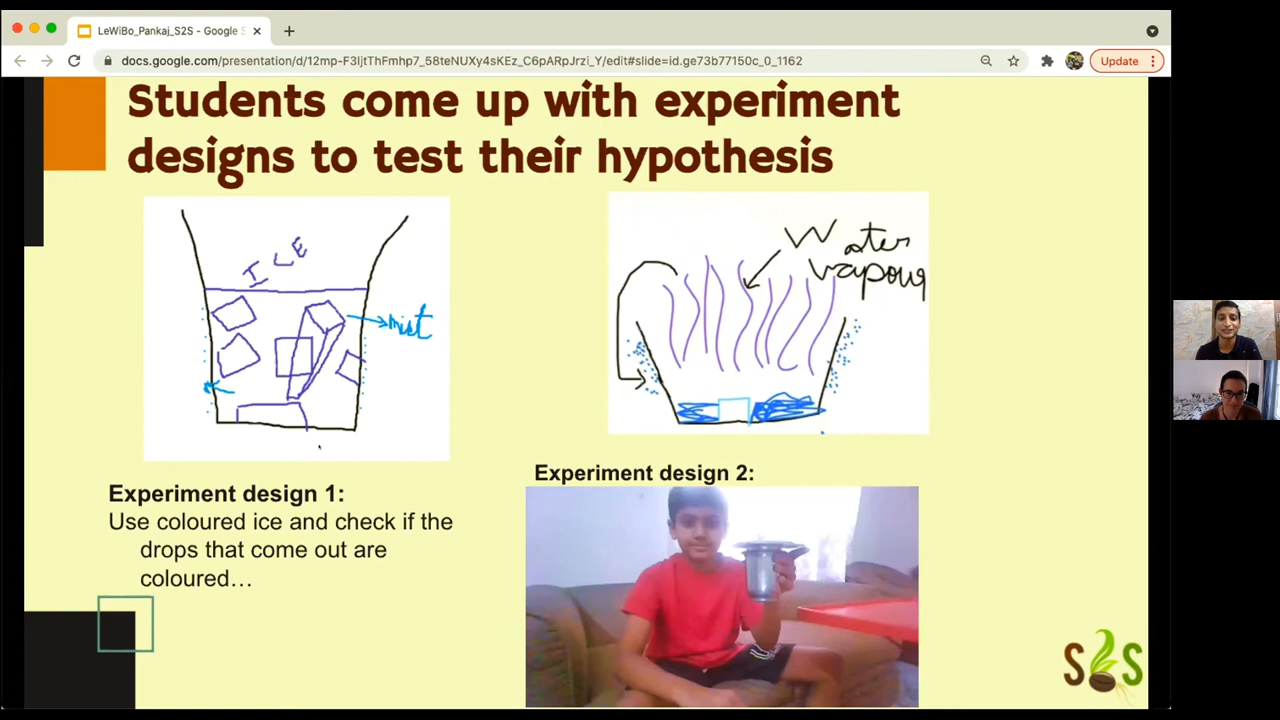 LeWiBo_Pankaj_S2S - Google S
docs.google.com/presentation/d/12mp-F3ljtThFmhp7_58teNUXy4sKEz_C6pARpJrzi_Y/edit#slide=id.ge73b77150c_0_1162
Update
Students come up with experiment
designs to test their hypothesis
ICE
mist
Water
vapour
Experiment design 1:
Use coloured ice and check if the
drops that come out are
coloured…
Experiment design 2:
S2S